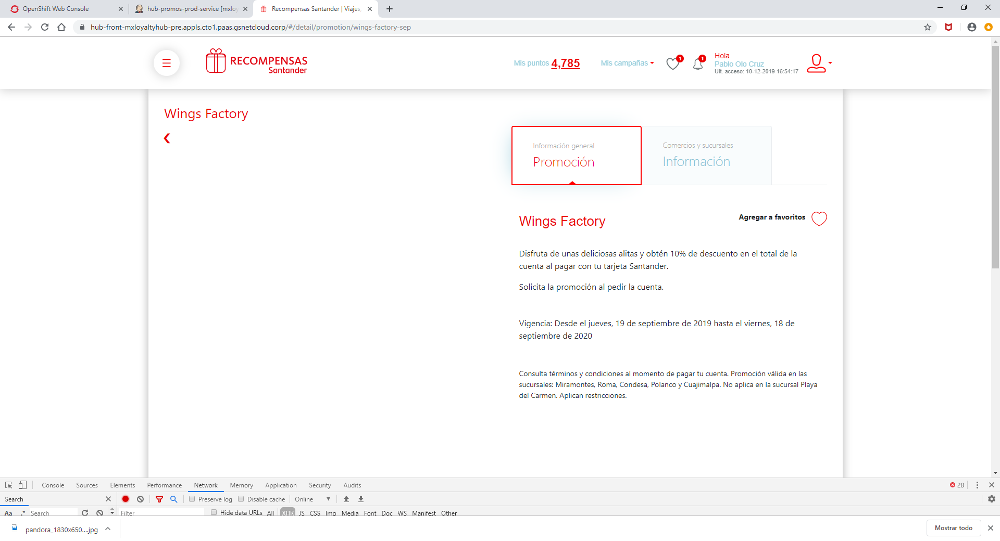 OpenShift Web Console
hub-promos-prod-service [mxloy
Recompensas Santander | Viajes,
hub-front-mxloyaltyhub-pre.appls.cto1.paas.gsnetcloud.corp/#/detail/promotion/wings-factory-sep
RECOMPENSAS
Santander
Mis puntos 4,785
Mis campañas
1
1
Hola
Pablo Olo Cruz
Ult. acceso: 10-12-2019 16:54:17
Wings Factory
Información general
Promoción
Comercios y sucursales
Información
Wings Factory
Agregar a favoritos
Disfruta de unas deliciosas alitas y obtén 10% de descuento en el total de la
cuenta al pagar con tu tarjeta Santander.
Solicita la promoción al pedir la cuenta.
Vigencia: Desde el jueves, 19 de septiembre de 2019 hasta el viernes, 18 de
septiembre de 2020
Consulta términos y condiciones al momento de pagar tu cuenta. Promoción válida en las
sucursales: Miramontes, Roma, Condesa, Polanco y Cuajimalpa. No aplica en la sucursal Playa
del Carmen. Aplican restricciones.
Console Sources Elements Performance Network Memory Application Security Audits 28
Search
Preserve log Disable cache Online
Aa .* Search
Filter Hide data URLs All XHR JS CSS Img Media Font Doc WS Manifest Other
pandora_1830x650....jpg
Mostrar todo